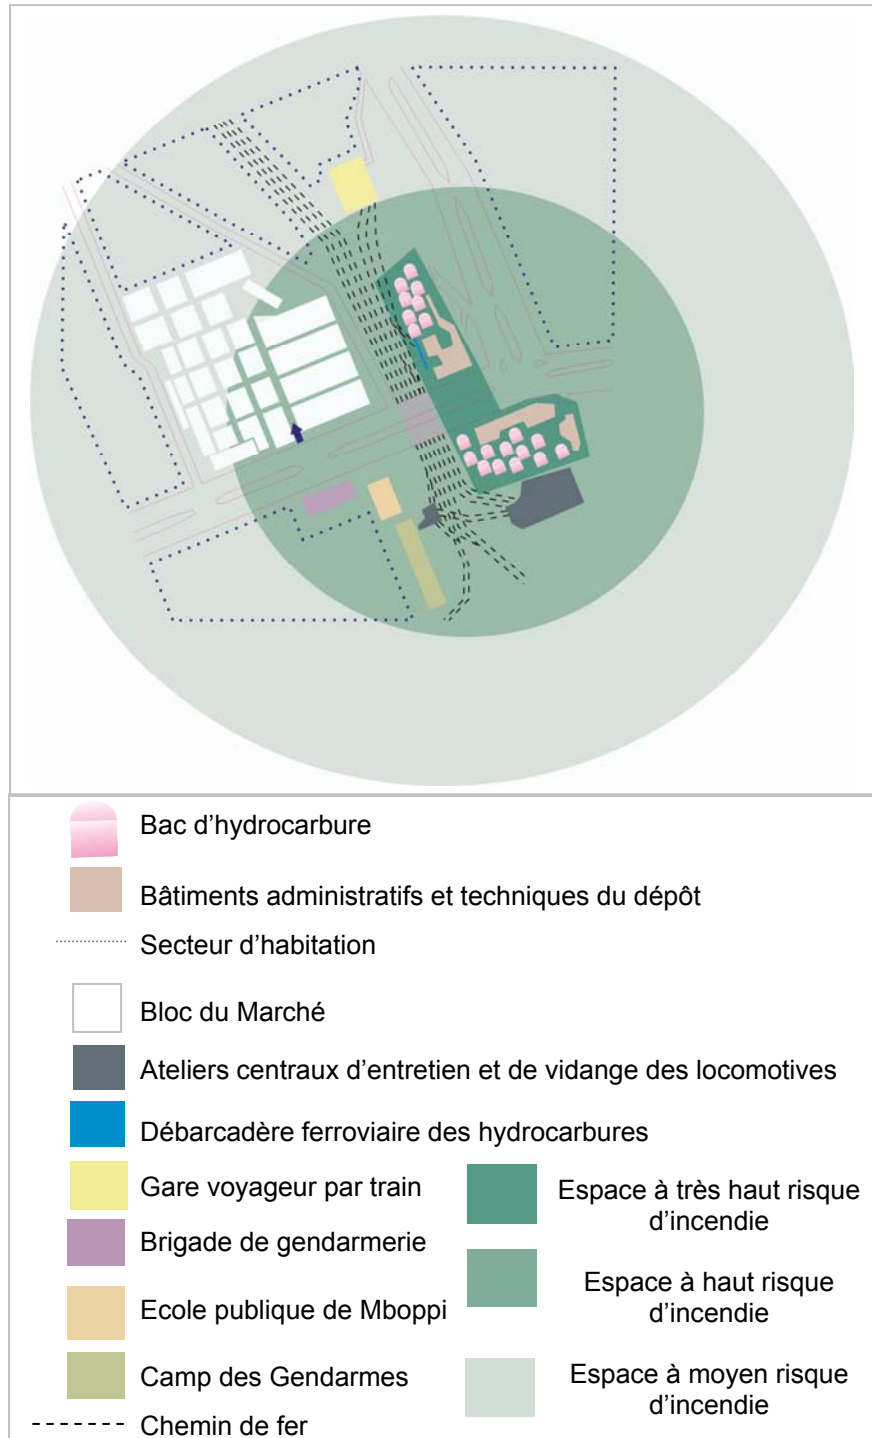 Bac d'hydrocarbure
Bâtiments administratifs et techniques du dépôt
Secteur d'habitation
Bloc du Marché
Ateliers centraux d'entretien et de vidange des locomotives
Débarcadère ferroviaire des hydrocarbures
Gare voyageur par train
Brigade de gendarmerie
Ecole publique de Mboppi
Camp des Gendarmes
Chemin de fer
Espace à très haut risque
d'incendie
Espace à haut risque
d'incendie
Espace à moyen risque
d'incendie